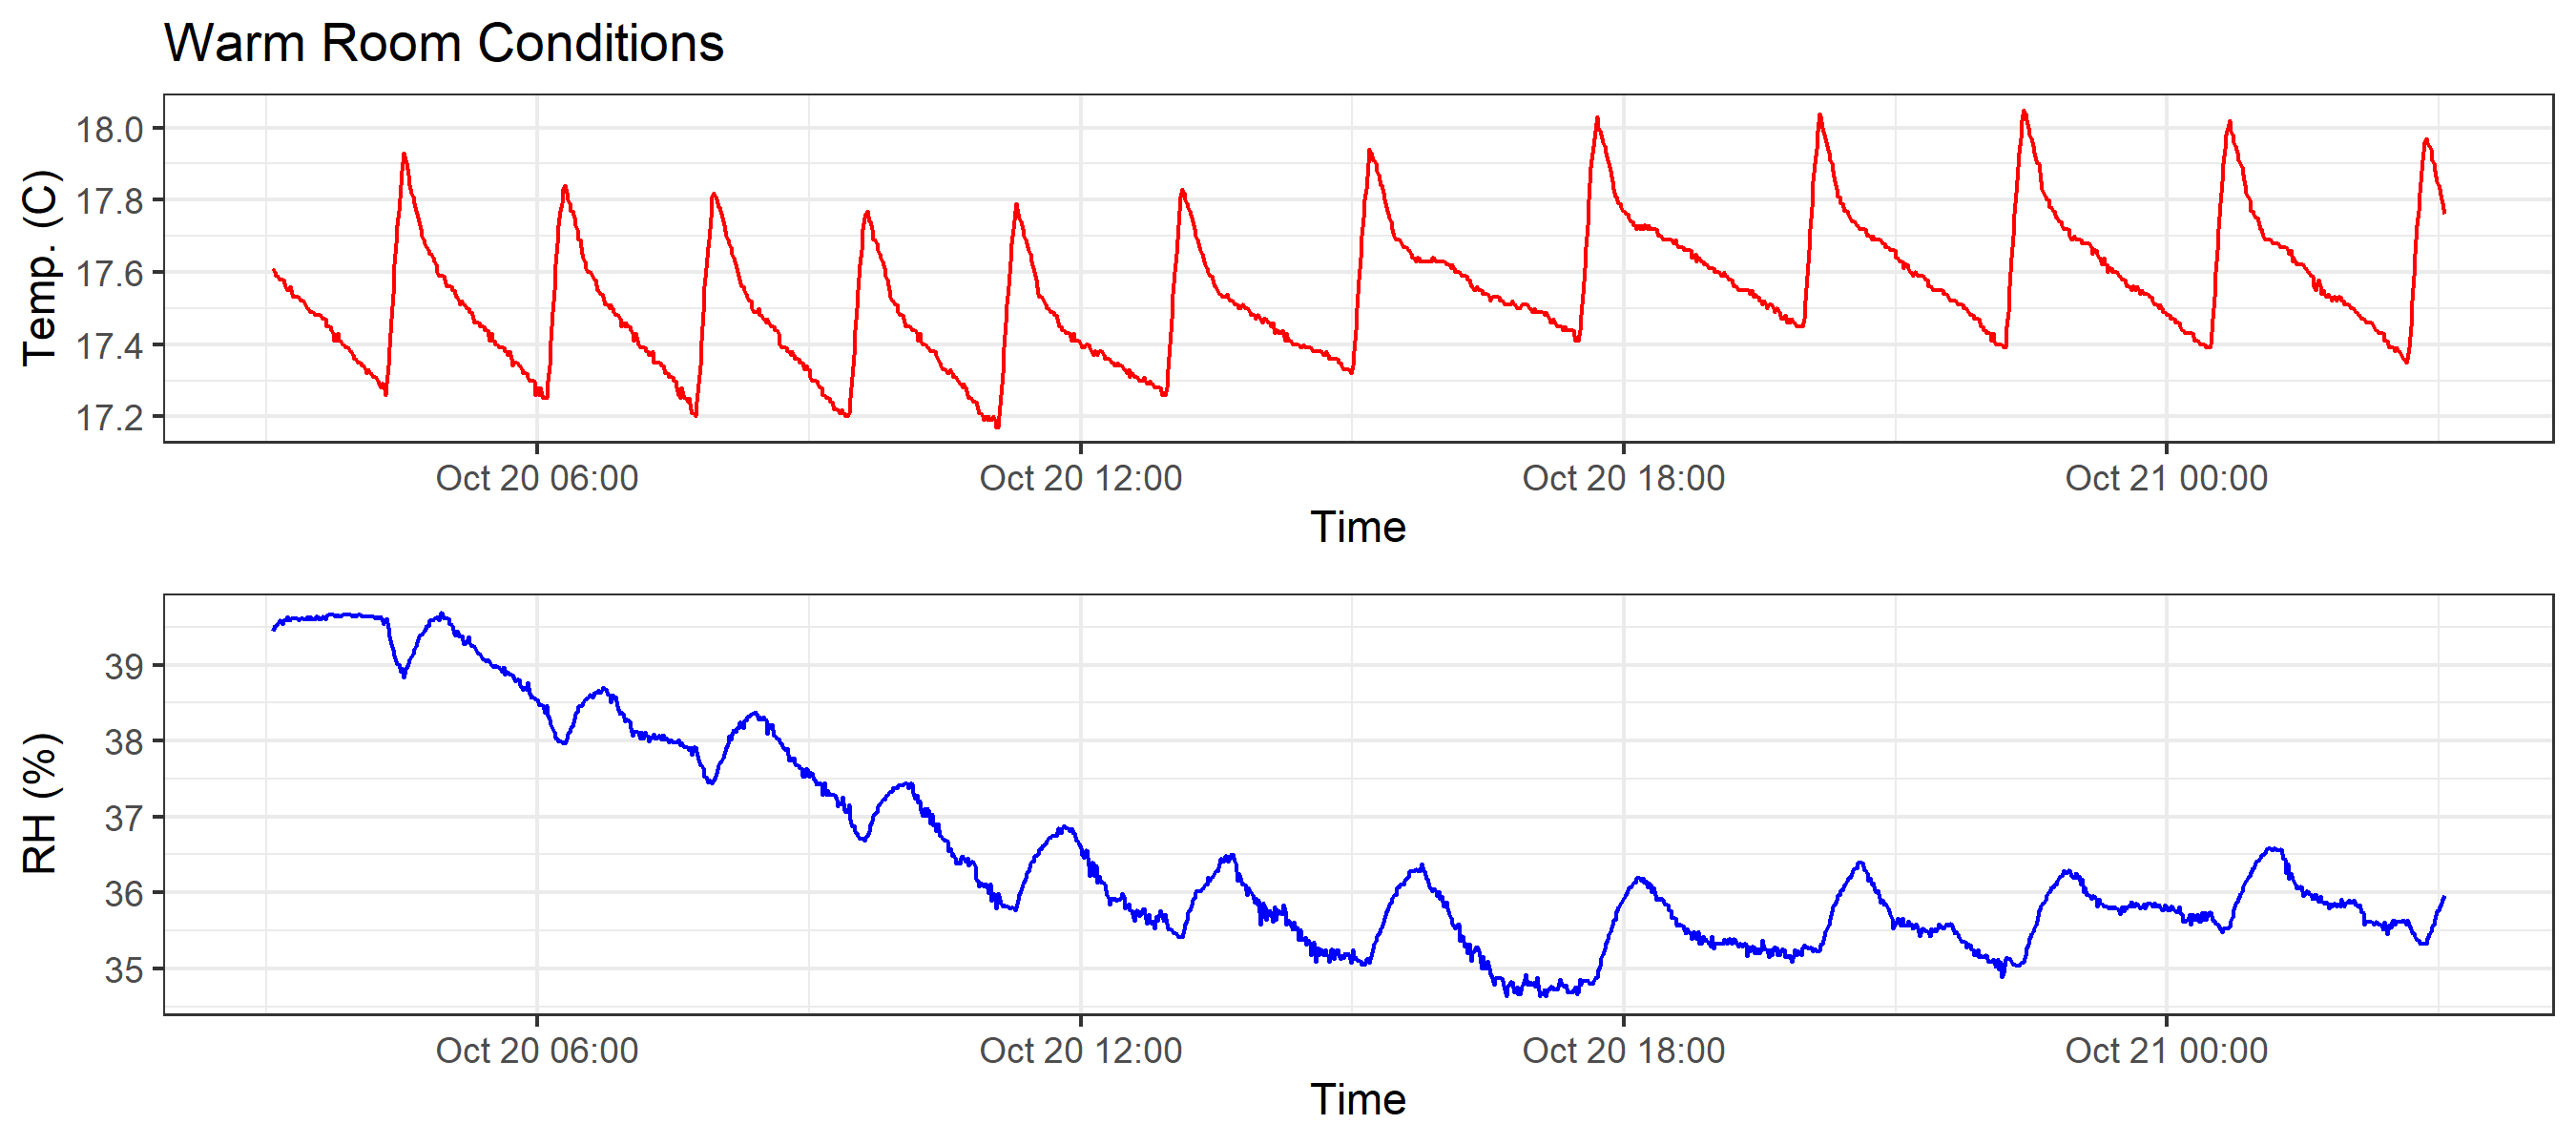 Warm Room Conditions
Temp. (C)
18.0
17.8
17.6
17.4
17.2
Oct 20 06:00 Oct 20 12:00 Oct 20 18:00 Oct 21 00:00
Time
RH (%)
39
38
37
36
35
Oct 20 06:00 Oct 20 12:00 Oct 20 18:00 Oct 21 00:00
Time